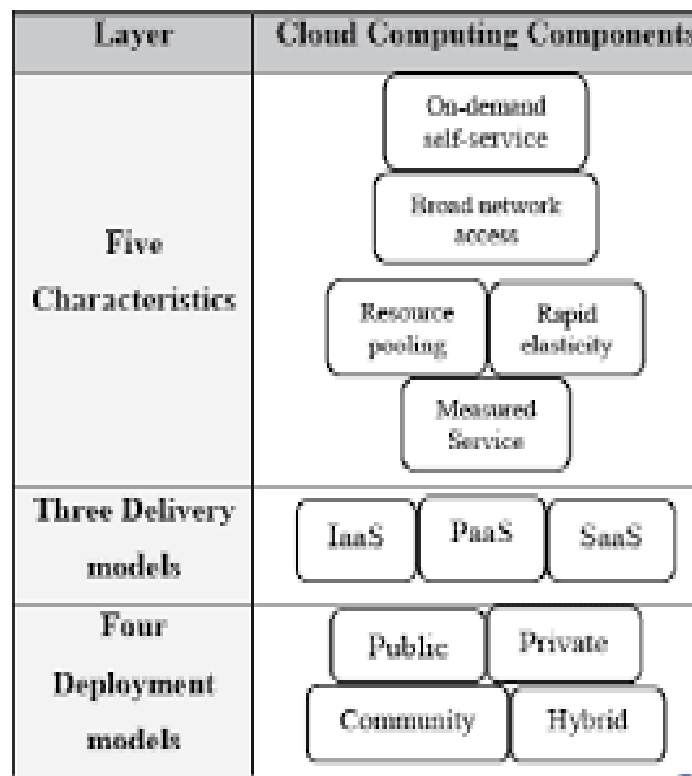 Layer
Cloud Computing Components
Five
Characteristics
On-demand
self-service
Broad network
access
Resource
pooling
Rapid
elasticity
Measured
Service
Three Delivery
models
IaaS
PaaS
SaaS
Four
Deployment
models
Public
Private
Community
Hybrid